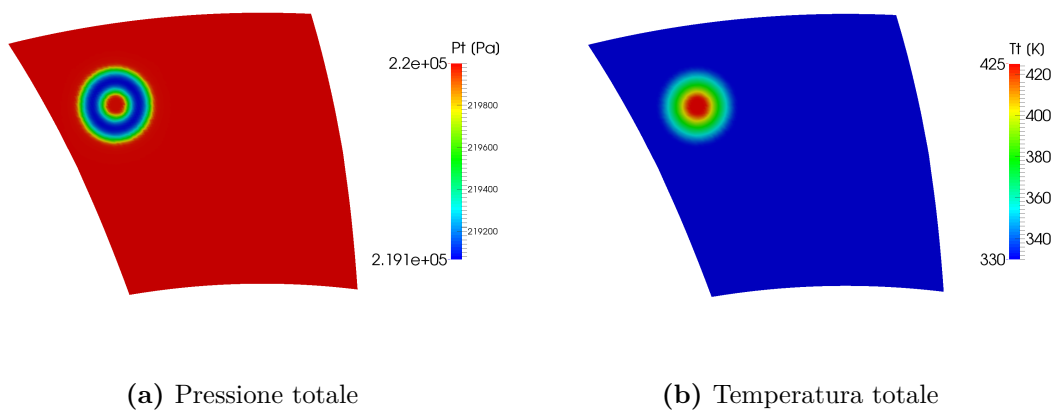 Pt (Pa)
2.2e+05
219800
219600
219400
219200
2.191e+05
Tt (K)
425
420
400
380
360
340
330
(a) Pressione totale
(b) Temperatura totale